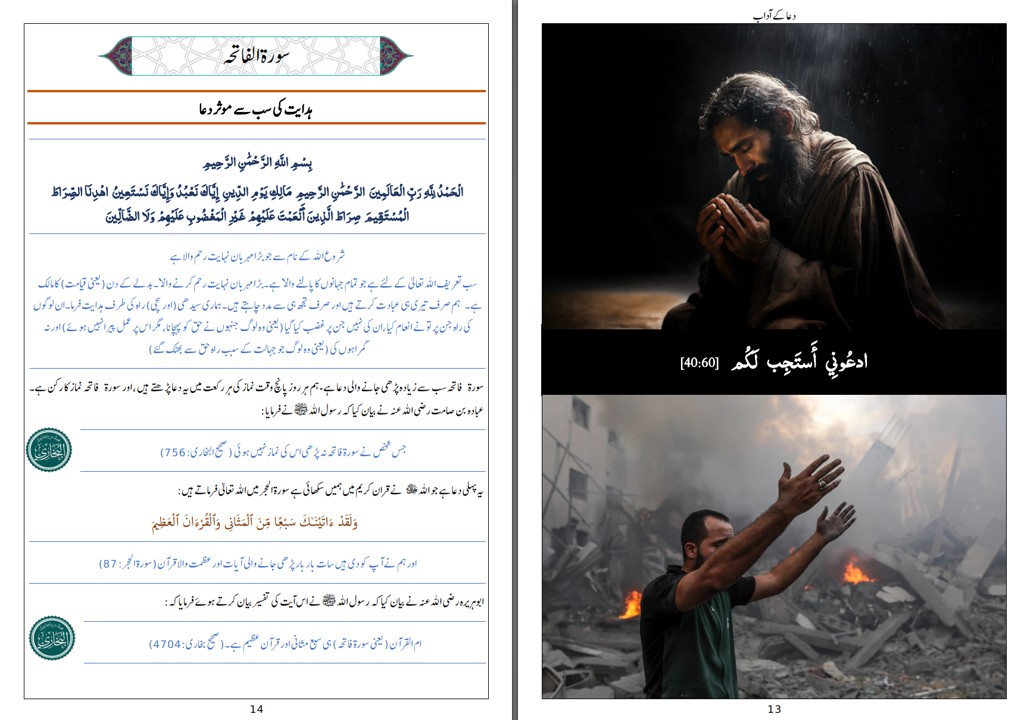 دعا کے آداب
ادعُونِي أَستَجِب لَكُم [40:60]
13
سورۃ الفاتحہ
ہدایت کی سب سے موثر دعا
بِسْمِ اللَّهِ الرَّحْمَٰنِ الرَّحِيمِ
الْحَمْدُ لِلَّهِ رَبِّ الْعَالَمِينَ الرَّحْمَٰنِ الرَّحِيمِ مَالِكِ يَوْمِ الدِّينِ إِيَّاكَ نَعْبُدُ وَإِيَّاكَ نَسْتَعِينُ اهْدِنَا الصِّرَاطَ
الْمُسْتَقِيمَ صِرَاطَ الَّذِينَ أَنْعَمْتَ عَلَيْهِمْ غَيْرِ الْمَغْضُوبِ عَلَيْهِمْ وَلَا الضَّالِّينَ
شروع اللہ کے نام سے جو بڑا مہربان نہایت رحم والا ہے
سب تعریف اللہ تعالیٰ کے لئے ہے جو تمام جہانوں کا پالنے والا ہے۔ بڑا مہربان نہایت رحم کرنے والا۔ بدلے کے دن (یعنی قیامت) کا مالک
ہے۔ ہم صرف تیری ہی عبادت کرتے ہیں اور صرف تجھ ہی سے مدد چاہتے ہیں۔ ہماری سیدھی (اور سچی) راہ کی طرف ہدایت فرما۔ ان لوگوں
کی راہ جن پر تو نے انعام کیا، ان کی نہیں جن پر غضب کیا گیا (یعنی وہ لوگ جنہوں نے حق کو پہچانا، مگر اس پر عمل پیرا نہیں ہوئے) اور نہ
گمراہوں کی (یعنی وہ لوگ جو جہالت کے سبب راہ حق سے بھٹک گئے)
سورۃ فاتحہ سب سے زیادہ پڑھی جانے والی دعا ہے، ہم ہر روز پانچ وقت نماز کی ہر رکعت میں یہ دعا پڑھتے ہیں، اور سورۃ فاتحہ نماز کا رکن ہے۔
عبادہ بن صامت رضی اللہ عنہ نے بیان کیا کہ رسول اللہ ﷺ نے فرمایا:
جس شخص نے سورۃ فاتحہ نہ پڑھی اس کی نماز نہیں ہوئی (صحیح البخاری: 756)
البخاري
یہ پہلی دعا ہے جو اللہ ﷻ نے قران کریم میں ہمیں سکھائی ہے سورۃ الحجر میں اللہ تعالیٰ فرماتے ہیں:
وَلَقَدْ ءَاتَيْنَـٰكَ سَبْعًا مِّنَ ٱلْمَثَانِى وَٱلْقُرْءَانَ ٱلْعَظِيمَ
اور ہم نے آپ کو دی ہیں سات بار بار پڑھی جانے والی آیات اور عظمت والا قرآن (سورۃ الحجر: 87)
ابوہریرہ رضی اللہ عنہ نے بیان کیا کہ رسول اللہ ﷺ نے اس آیت کی تفسیر بیان کرتے ہوئے فرمایا کہ:
ام القرآن (یعنی سورۃ فاتحہ) ہی سبع مثانی اور قرآن عظیم ہے۔ (صحیح بخاری: 4704)
البخاري
14